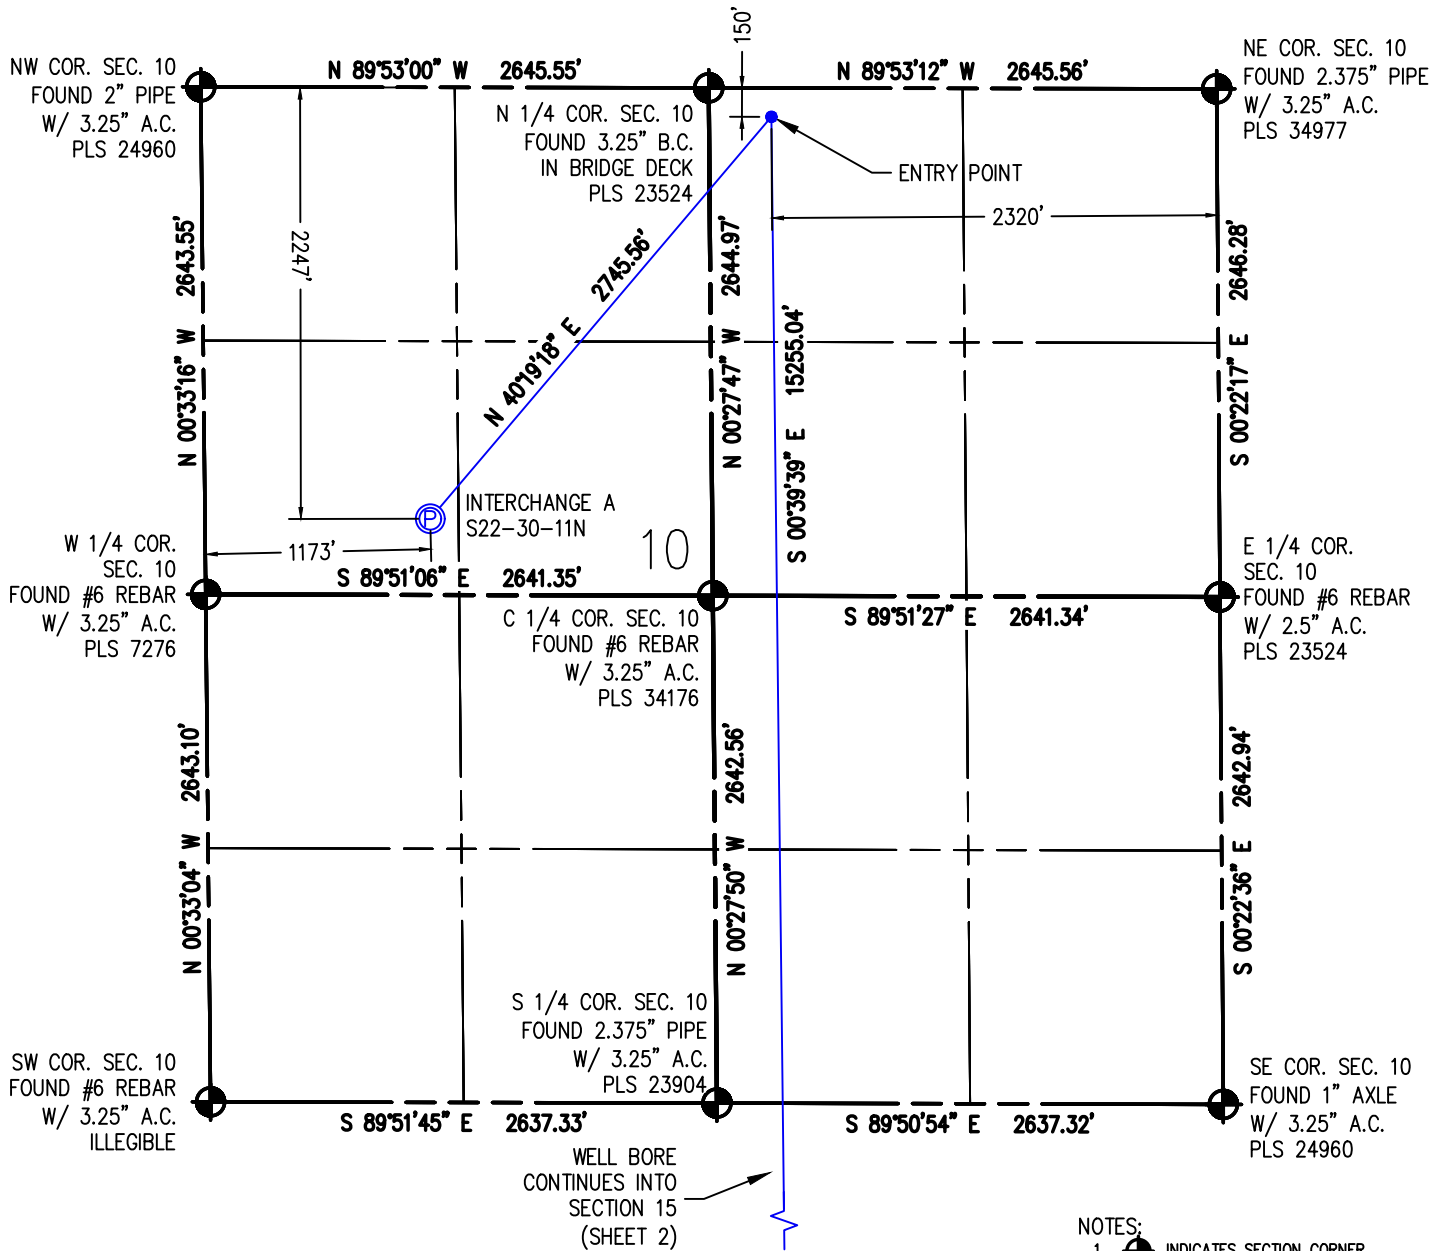 150'
NW COR. SEC. 10
FOUND 2" PIPE
W/ 3.25" A.C.
PLS 24960
N 89°53'00" W 2645.55'
N 89°53'12" W 2645.56'
NE COR. SEC. 10
FOUND 2.375" PIPE
W/ 3.25" A.C.
PLS 34977
N 1/4 COR. SEC. 10
FOUND 3.25" B.C.
IN BRIDGE DECK
PLS 23524
ENTRY POINT
2320'
2247'
N 00°33'16" W 2643.55'
N 40°19'18" E 2745.56'
N 00°27'47" W 2644.97'
S 00°39'39" E 15255.04'
S 00°22'17" E 2646.28'
P
INTERCHANGE A
S22-30-11N
10
1173'
W 1/4 COR.
SEC. 10
FOUND #6 REBAR
W/ 3.25" A.C.
PLS 7276
S 89°51'06" E 2641.35'
C 1/4 COR. SEC. 10
FOUND #6 REBAR
W/ 3.25" A.C.
PLS 34176
S 89°51'27" E 2641.34'
E 1/4 COR.
SEC. 10
FOUND #6 REBAR
W/ 2.5" A.C.
PLS 23524
N 00°33'04" W 2643.10'
N 00°27'50" W 2642.56'
S 00°22'36" E 2642.94'
S 1/4 COR. SEC. 10
FOUND 2.375" PIPE
W/ 3.25" A.C.
PLS 23904
SW COR. SEC. 10
FOUND #6 REBAR
W/ 3.25" A.C.
ILLEGIBLE
S 89°51'45" E 2637.33'
S 89°50'54" E 2637.32'
SE COR. SEC. 10
FOUND 1" AXLE
W/ 3.25" A.C.
PLS 24960
WELL BORE
CONTINUES INTO
SECTION 15
(SHEET 2)
NOTES:
1. INDICATES SECTION CORNER